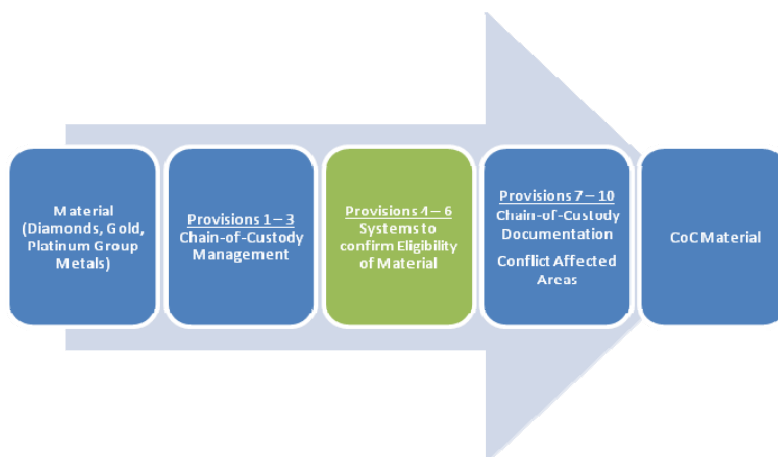 Material
(Diamonds, Gold,
Platinum Group
Metals)
Provisions 1 – 3
Chain-of-Custody
Management
Provisions 4 – 6
Systems to
confirm Eligibility
of Material
Provisions 7 – 10
Chain-of-Custody
Documentation
Conflict Affected
Areas
CoC Material